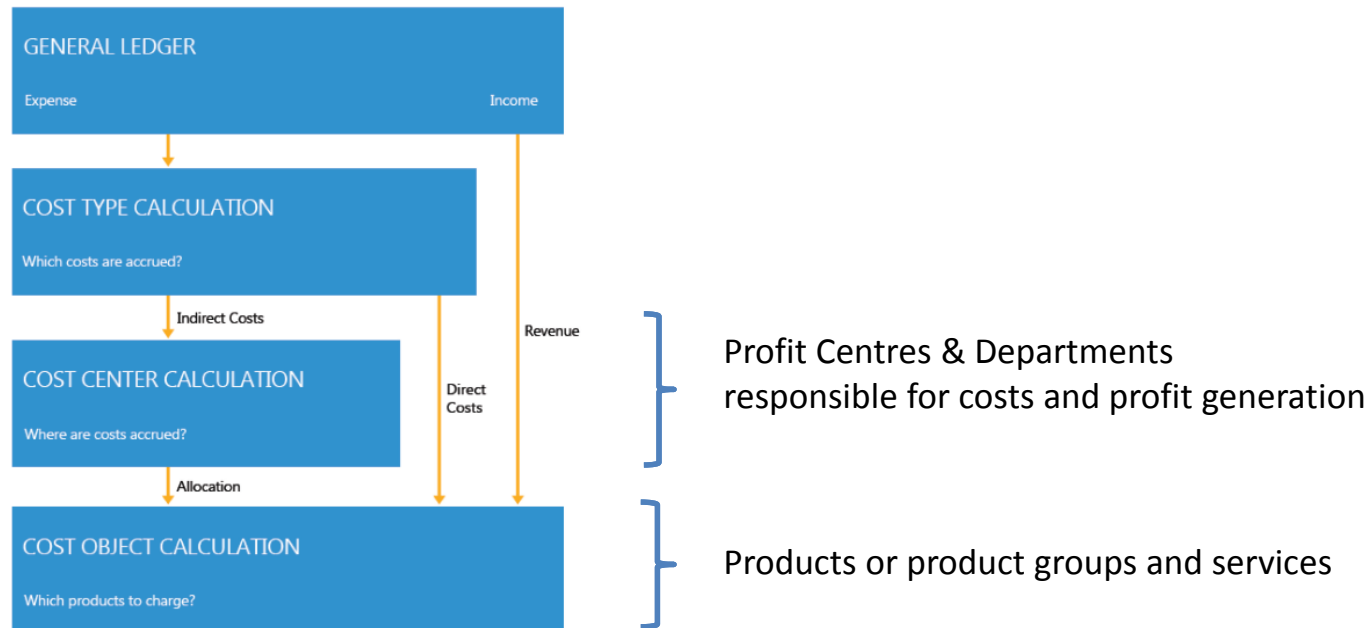 GENERAL LEDGER
Expense
Income
COST TYPE CALCULATION
Which costs are accrued?
Indirect Costs
Revenue
COST CENTER CALCULATION
Direct
Costs
Where are costs accrued?
Profit Centres & Departments
responsible for costs and profit generation
Allocation
COST OBJECT CALCULATION
Which products to charge?
Products or product groups and services